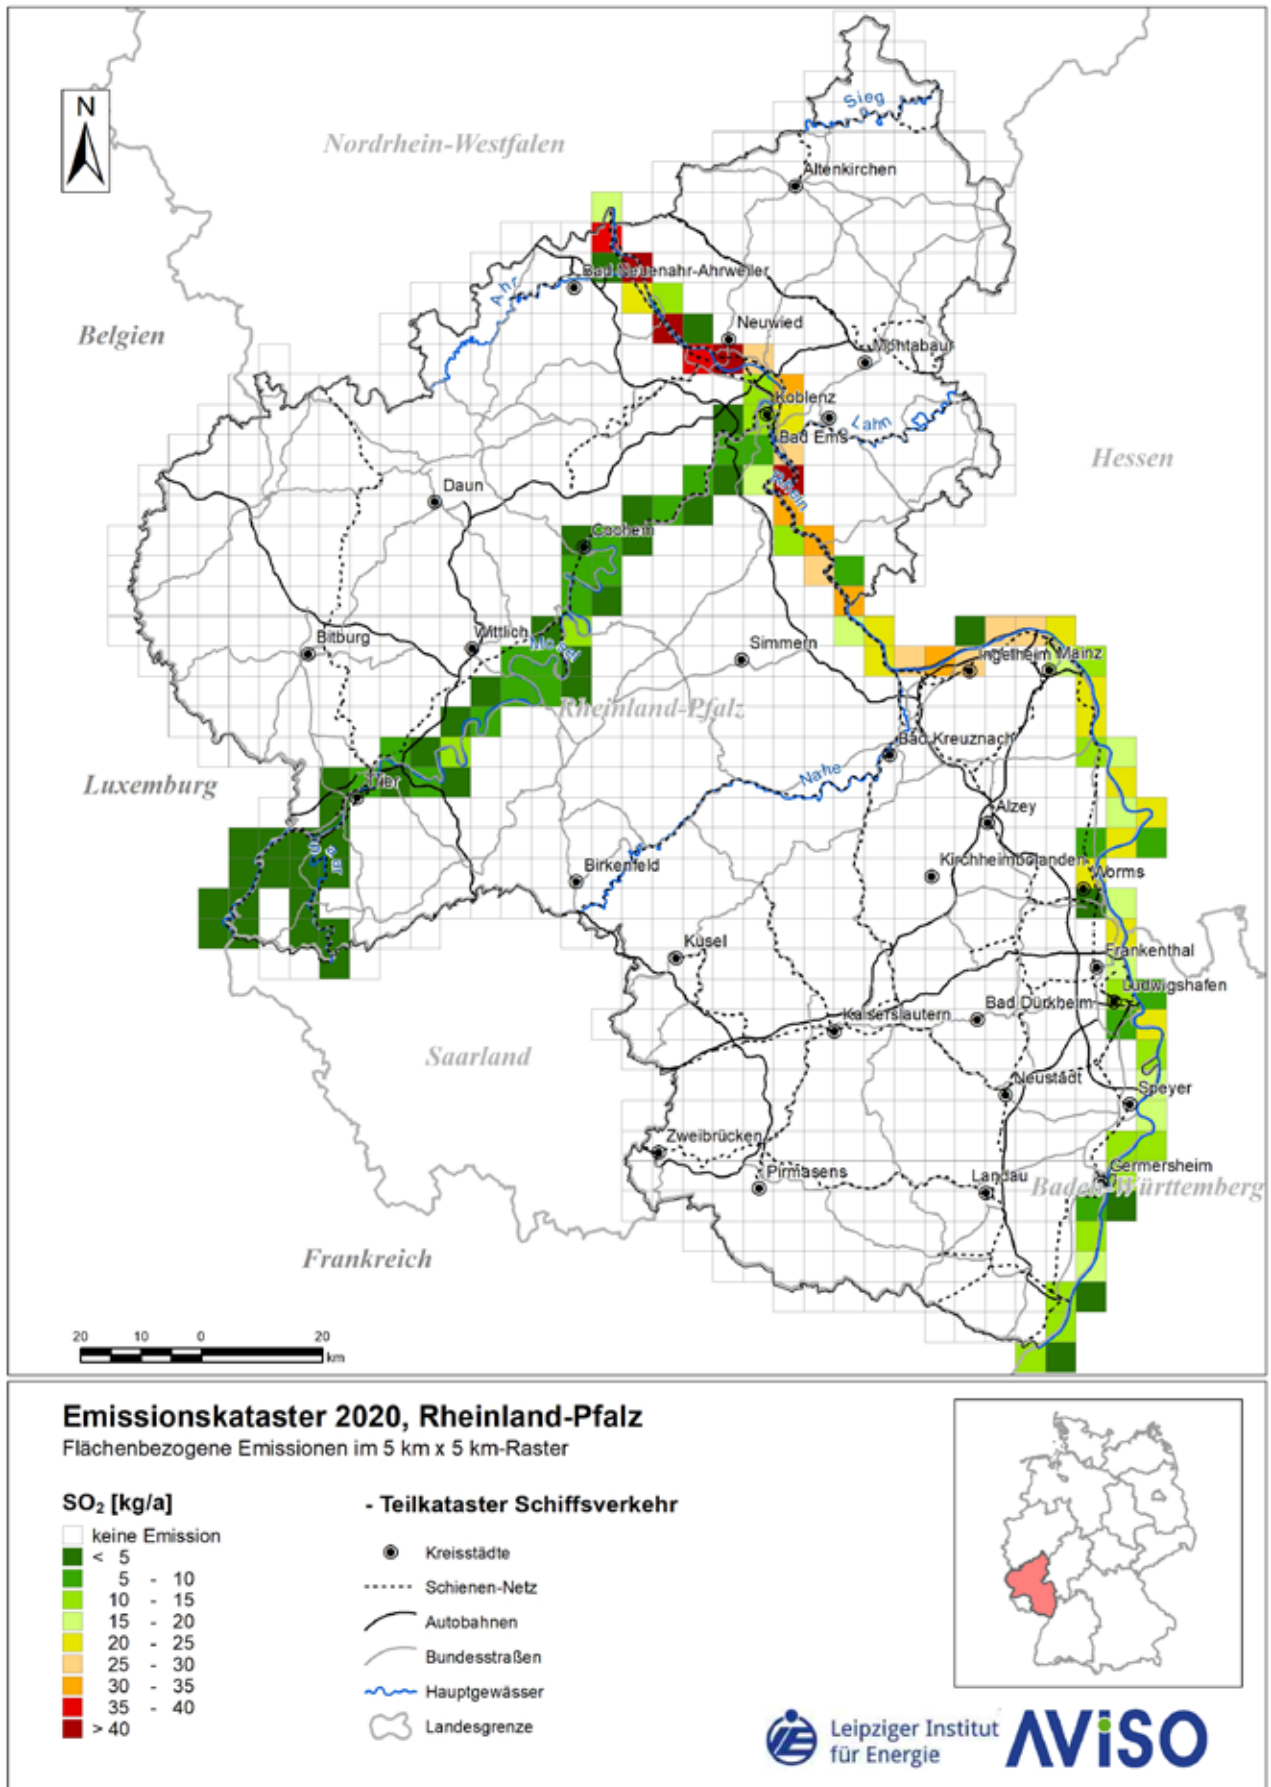 N
Nordrhein-Westfalen
Sieg
Altenkirchen
Bad Neuenahr-Ahrweiler
Ahr
Belgien
Neuwied
Montabaur
Koblenz
Lahn
Bad Ems
Hessen
Rhein
Daun
Cochem
Bitburg
Wittlich
Mosel
Simmern
Ingelheim
Mainz
Rheinland-Pfalz
Bad Kreuznach
Luxemburg
Trier
Nahe
Alzey
Saar
Birkenfeld
Kirchheimbolanden
Worms
Kusel
Frankenthal
Ludwigshafen
Bad Dürkheim
Kaiserslautern
Saarland
Neustadt
Speyer
Zweibrücken
Pirmasens
Landau
Germersheim
Baden-Württemberg
Frankreich
20 10 0 20
km
Emissionskataster 2020, Rheinland-Pfalz
Flächenbezogene Emissionen im 5 km x 5 km-Raster
SO₂ [kg/a]
keine Emission
< 5
5 - 10
10 - 15
15 - 20
20 - 25
25 - 30
30 - 35
35 - 40
> 40
- Teilkataster Schiffsverkehr
Kreisstädte
Schienen-Netz
Autobahnen
Bundesstraßen
Hauptgewässer
Landesgrenze
Leipziger Institut
für Energie
AViSO